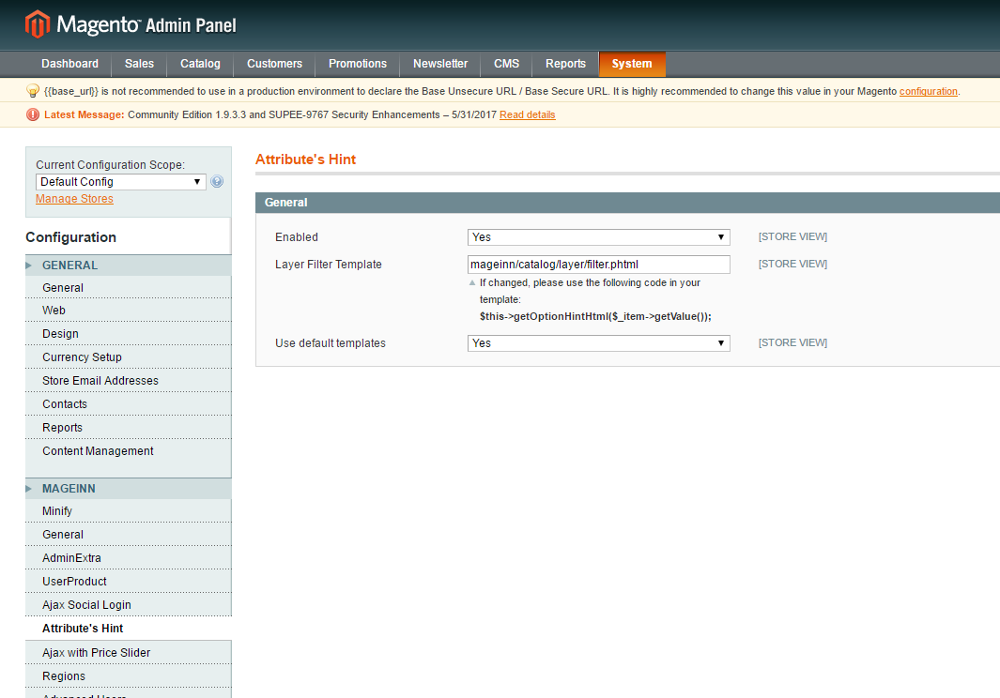 Magento™ Admin Panel
Dashboard Sales Catalog Customers Promotions Newsletter CMS Reports System
{{base_url}} is not recommended to use in a production environment to declare the Base Unsecure URL / Base Secure URL. It is highly recommended to change this value in your Magento configuration.
Latest Message: Community Edition 1.9.3.3 and SUPEE-9767 Security Enhancements – 5/31/2017 Read details
Current Configuration Scope:
Default Config
Manage Stores
Configuration
GENERAL
General
Web
Design
Currency Setup
Store Email Addresses
Contacts
Reports
Content Management
MAGEINN
Minify
General
AdminExtra
UserProduct
Ajax Social Login
Attribute's Hint
Ajax with Price Slider
Regions
Advanced Users
Attribute's Hint
General
Enabled Yes [STORE VIEW]
Layer Filter Template mageinn/catalog/layer/filter.phtml [STORE VIEW]
If changed, please use the following code in your
template:
$this->getOptionHintHtml($_item->getValue());
Use default templates Yes [STORE VIEW]